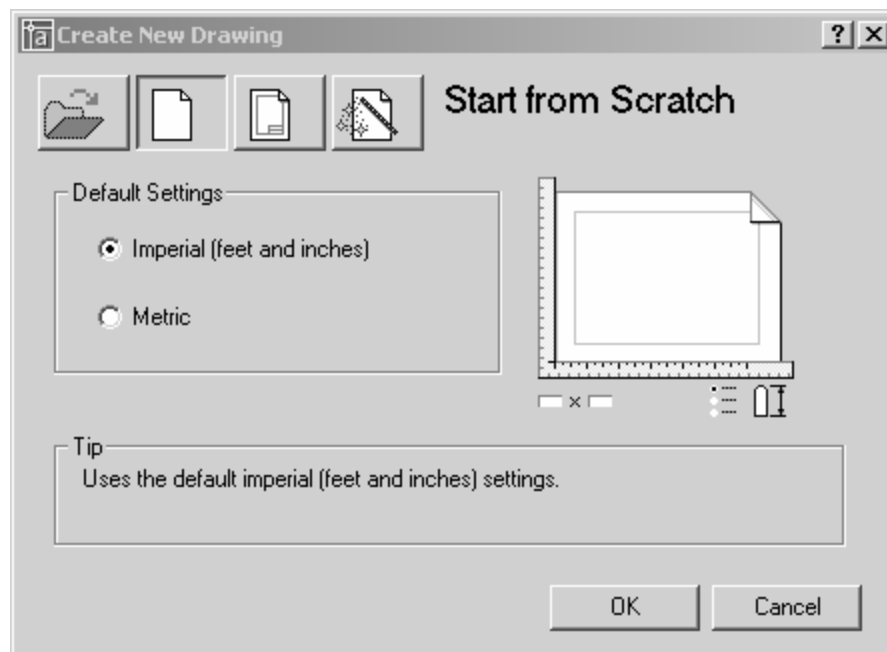 Create New Drawing
Start from Scratch
Default Settings
Imperial (feet and inches)
Metric
Tip
Uses the default imperial (feet and inches) settings.
OK
Cancel